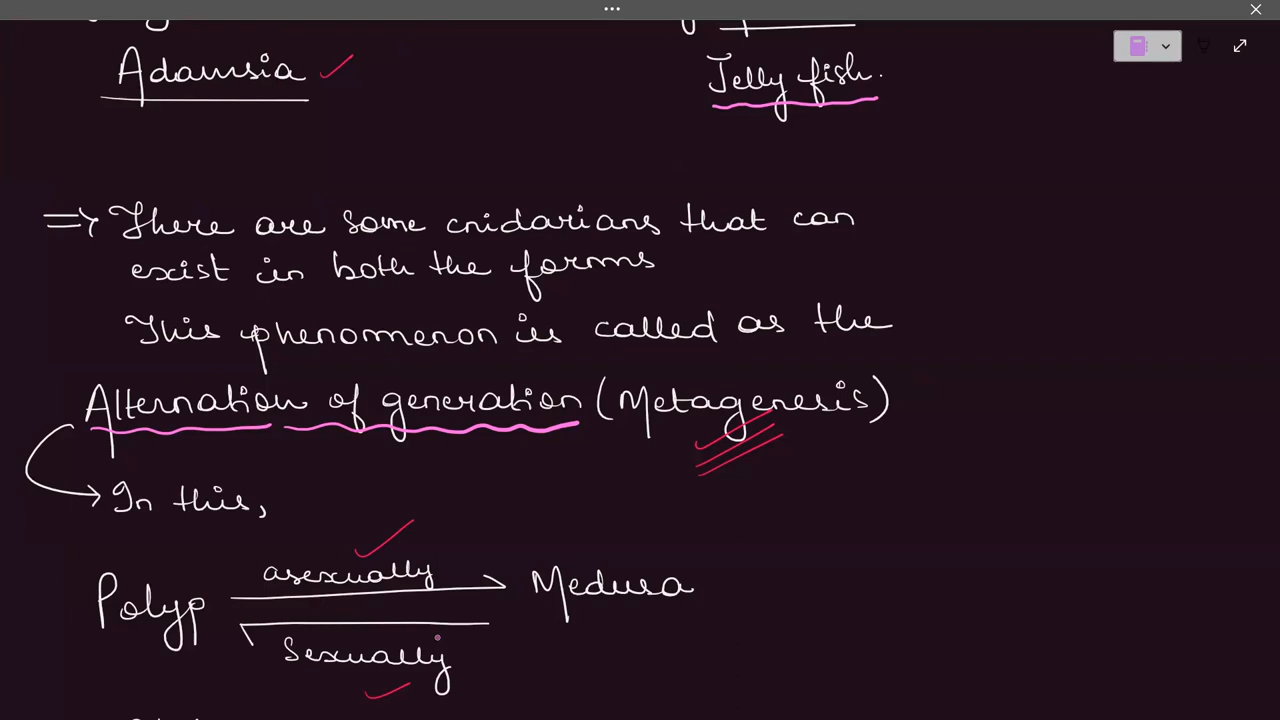 Adamsia
Jelly fish.
=> There are some cnidarians that can
exist in both the forms
This phenomenon is called as the
Alternation of generation (Metagenesis)
In this,
asexually
Polyp Medusa
Sexually